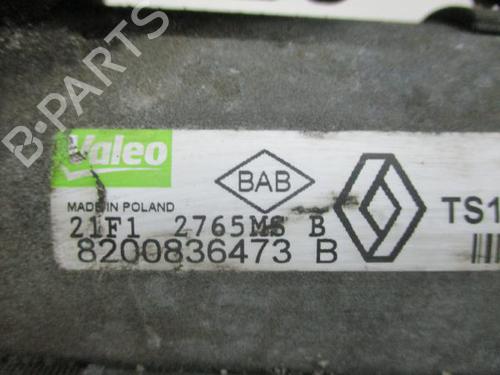 B-PARTS
Valeo
BAB
MADE IN POLAND
TS1
21F1 2765MS B
8200836473 B